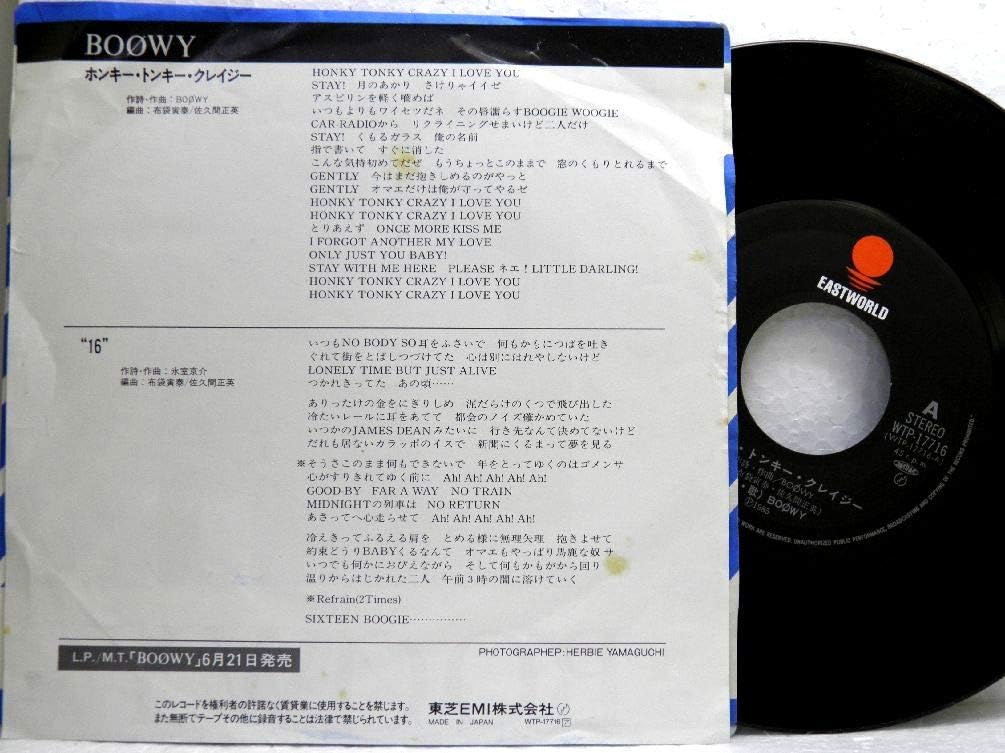 BOØWY
ホンキー・トンキー・クレイジー
作詩・作曲：BOØWY
編曲：布袋寅泰/佐久間正英
HONKY TONKY CRAZY I LOVE YOU
STAY! 月のあかり さけりゃイイゼ
アスピリンを軽く噛めば
いつもよりもワイセツだネ その唇濡らすBOOGIE WOOGIE
CAR-RADIOから リクライニングせまいけど二人だけ
STAY! くもるガラス 俺の名前
指で書いて すぐに消した
こんな気持初めてだぜ もうちょっとこのままで 窓のくもりとれるまで
GENTLY 今はまだ抱きしめるのがやっと
GENTLY オマエだけは俺が守ってやるゼ
HONKY TONKY CRAZY I LOVE YOU
HONKY TONKY CRAZY I LOVE YOU
とりあえず ONCE MORE KISS ME
I FORGOT ANOTHER MY LOVE
ONLY JUST YOU BABY!
STAY WITH ME HERE PLEASE ネエ！LITTLE DARLING!
HONKY TONKY CRAZY I LOVE YOU
HONKY TONKY CRAZY I LOVE YOU
“16”
作詩・作曲：氷室京介
編曲：布袋寅泰/佐久間正英
いつもNO BODY SO耳をふさいで 何もかもにつばを吐き
ぐれて街をとばしつづけてた 心は別にはれやしないけど
LONELY TIME BUT JUST ALIVE
つかれきってた あの頃……
ありったけの金をにぎりしめ 泥だらけのくつで飛び出した
冷たいレールに耳をあてて 都会のノイズ確かめていた
いつかのJAMES DEANみたいに 行き先なんて決めてないけど
だれも居ないカラッポのイスで 新聞にくるまって夢を見る
※そうさこのまま何もできないで 年をとってゆくのはゴメンサ
心がすりきれてゆく前に Ah! Ah! Ah! Ah! Ah!
GOOD-BY FAR A WAY NO TRAIN
MIDNIGHTの列車は NO RETURN
あさってへ心走らせて Ah! Ah! Ah! Ah! Ah!
冷えきってふるえる肩を とめる様に無理矢理 抱きよせて
約束どうりBABYくるなんて オマエもやっぱり馬鹿な奴サ
いつでも何かにおびえながら そして何もかもがから回り
温りからはじかれた二人 午前3時の闇に溶けていく
※Refrain(2Times)
SIXTEEN BOOGIE……………
L.P./M.T.「BOØWY」6月21日発売
PHOTOGRAPHEP:HERBIE YAMAGUCHI
このレコードを権利者の許諾なく賃貸業に使用することを禁じます。
また無断でテープその他に録音することは法律で禁じられています。
東芝EMI株式会社
MADE IN JAPAN WTP-17716
EASTWORLD
A
STEREO
WTP-17716
(WTP-17716-A)
・トンキー・クレイジー
作曲/BOØWY
歌）BOØWY
Ⓟ1985